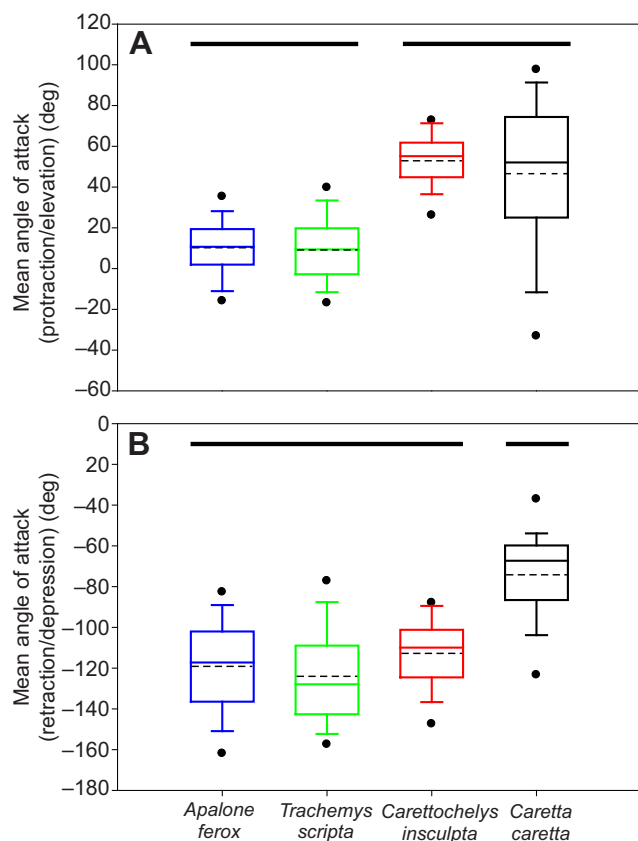 Mean angle of attack
(protraction/elevation) (deg)
A
120
100
80
60
40
20
0
–20
–40
–60
Mean angle of attack
(retraction/depression) (deg)
B
0
20
40
–60
–80
–100
–120
–140
–160
–180
Apalone Trachemys Carettochelys Caretta
ferox scripta insculpta caretta